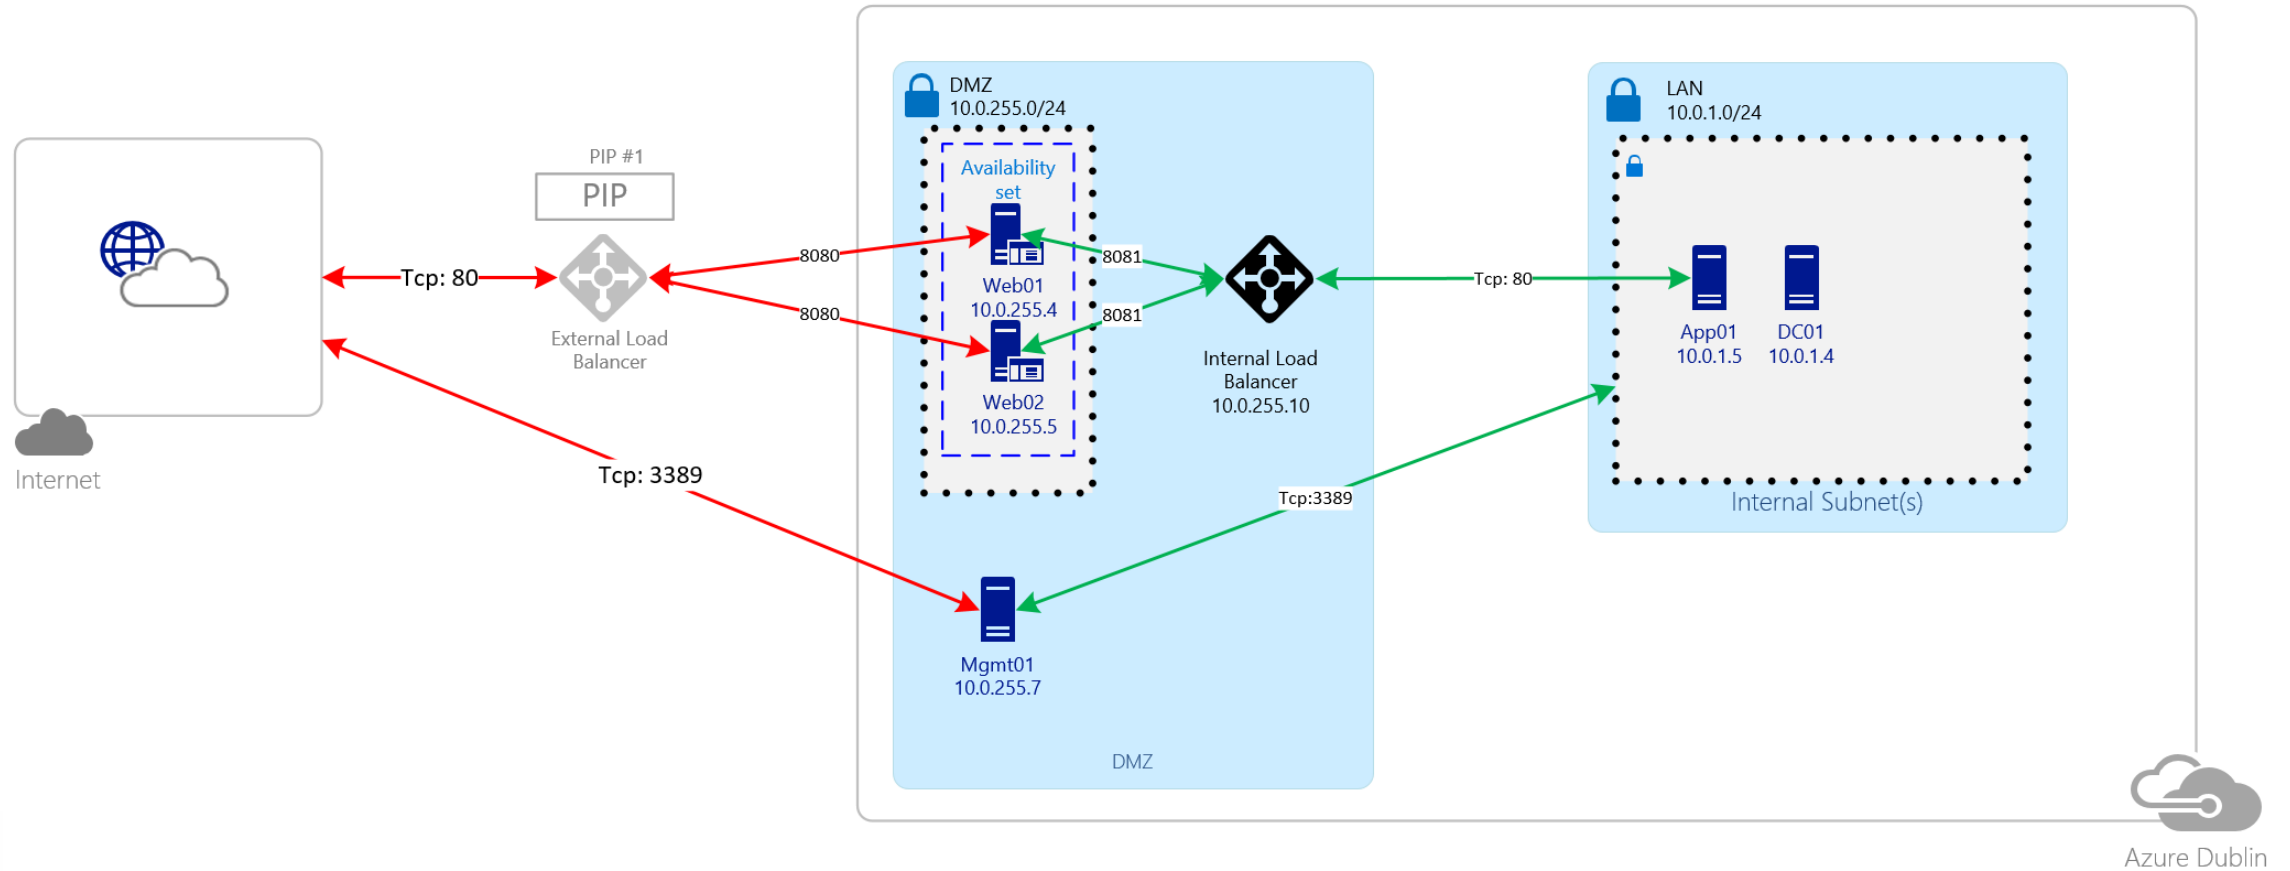 PIP #1
PIP
External Load
Balancer
Internet
Tcp: 80
Tcp: 3389
8080
8080
DMZ
10.0.255.0/24
Availability
set
Web01
10.0.255.4
Web02
10.0.255.5
8081
8081
Internal Load
Balancer
10.0.255.10
Mgmt01
10.0.255.7
DMZ
Tcp: 80
Tcp:3389
LAN
10.0.1.0/24
App01
10.0.1.5
DC01
10.0.1.4
Internal Subnet(s)
Azure Dublin